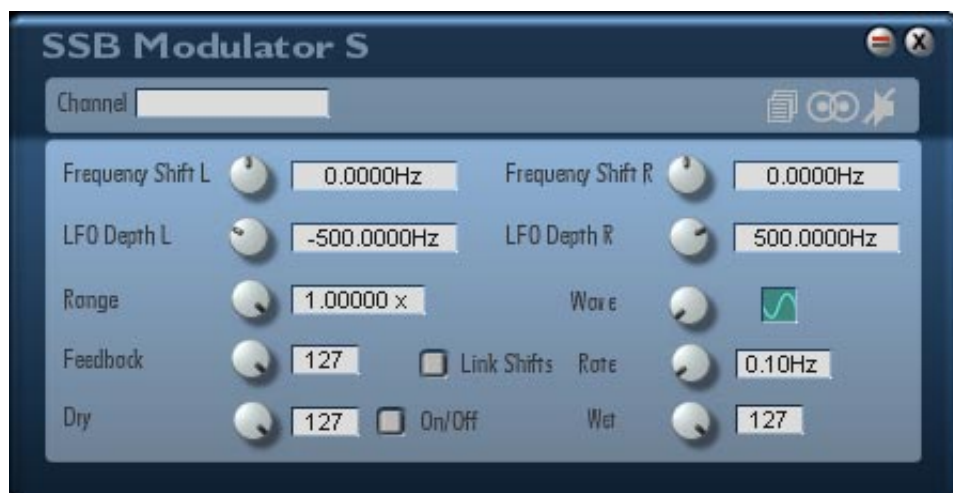 SSB Modulator S
X
Channel
Frequency Shift L 0.0000Hz Frequency Shift R 0.0000Hz
LFO Depth L -500.0000Hz LFO Depth R 500.0000Hz
Range 1.00000 x Wave
Feedback 127 Link Shifts Rate 0.10Hz
Dry 127 On/Off Wet 127